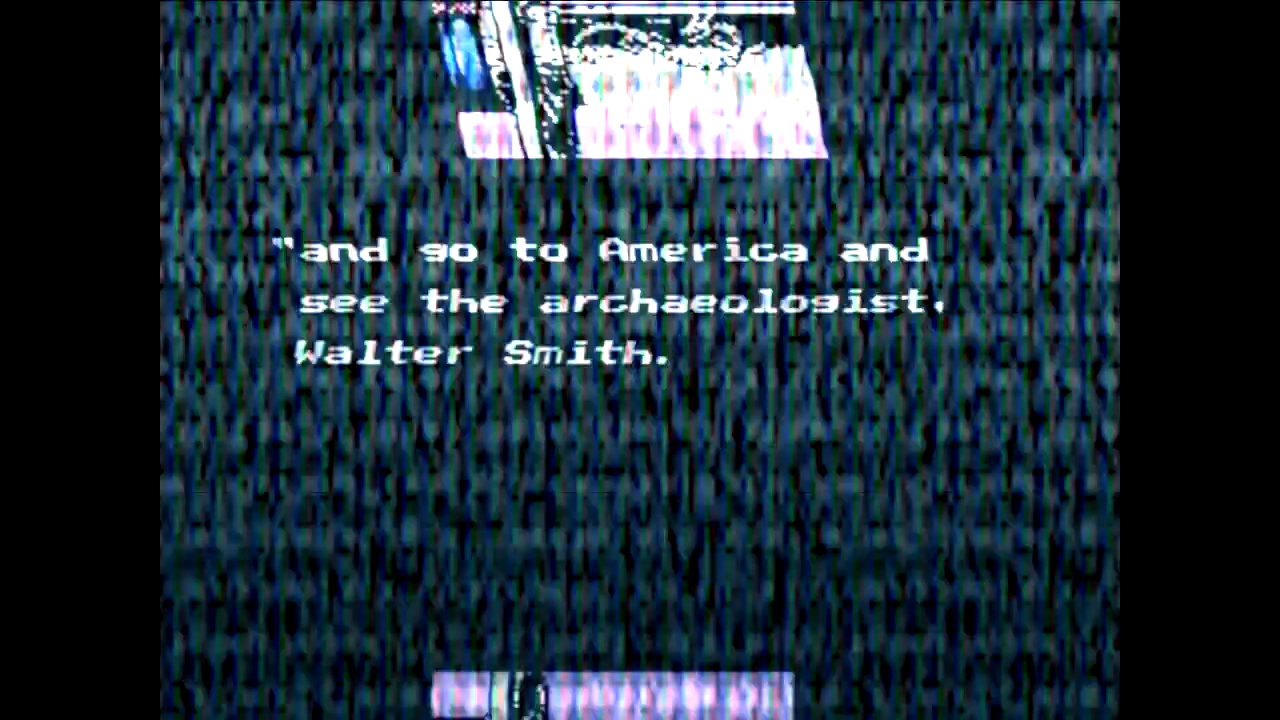 "and go to America and
see the archaeologist,
Walter Smith.